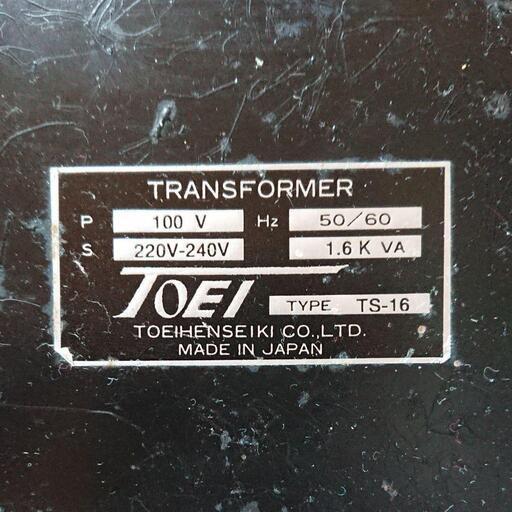 TRANSFORMER
P 100 V Hz 50/60
S 220V-240V 1.6 K VA
TOEI TYPE TS-16
TOEIHENSEIKI CO.,LTD.
MADE IN JAPAN